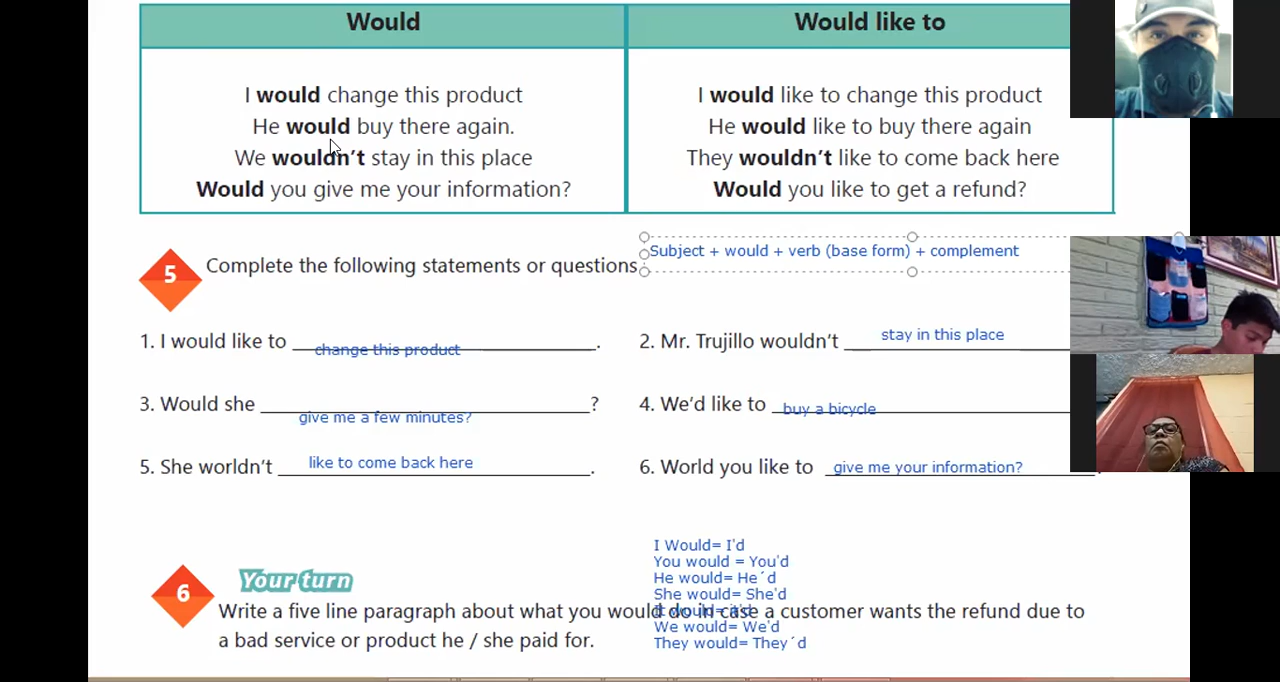 Would
Would like to
I would change this product
I would like to change this product
He would buy there again.
He would like to buy there again
We wouldn't stay in this place
They wouldn't like to come back here
Would you give me your information?
Would you like to get a refund?
Subject + would + verb (base form) + complement
5 Complete the following statements or questions
1. I would like to change this product.
2. Mr. Trujillo wouldn't stay in this place
3. Would she give me a few minutes? ?
4. We'd like to buy a bicycle
5. She worldn't like to come back here.
6. World you like to give me your information?
I Would= I'd
You would = You'd
He would= He´d
She would= She'd
It would= it'd
We would= We'd
They would= They´d
6 Your turn
Write a five line paragraph about what you would do in case a customer wants the refund due to
a bad service or product he / she paid for.